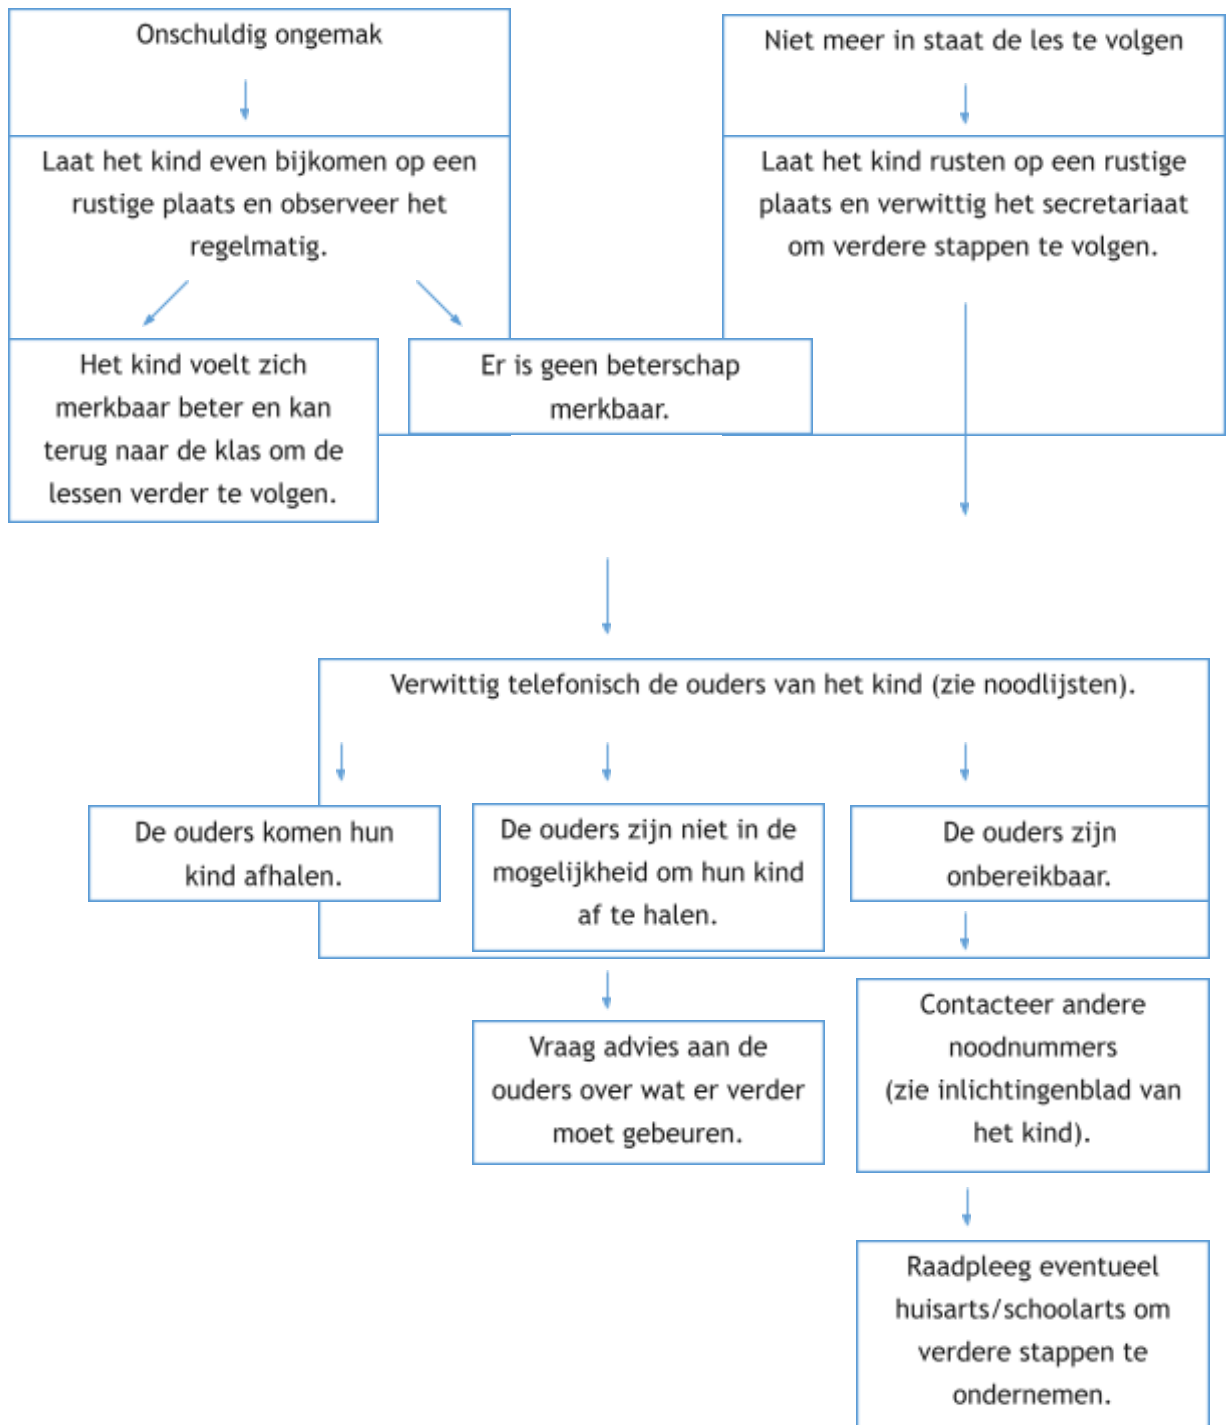 Onschuldig ongemak
Niet meer in staat de les te volgen
Laat het kind even bijkomen op een
rustige plaats en observeer het
regelmatig.
Laat het kind rusten op een rustige
plaats en verwittig het secretariaat
om verdere stappen te volgen.
Het kind voelt zich
merkbaar beter en kan
terug naar de klas om de
lessen verder te volgen.
Er is geen beterschap
merkbaar.
Verwittig telefonisch de ouders van het kind (zie noodlijsten).
De ouders komen hun
kind afhalen.
De ouders zijn niet in de
mogelijkheid om hun kind
af te halen.
De ouders zijn
onbereikbaar.
Vraag advies aan de
ouders over wat er verder
moet gebeuren.
Contacteer andere
noodnummers
(zie inlichtingenblad van
het kind).
Raadpleeg eventueel
huisarts/schoolarts om
verdere stappen te
ondernemen.